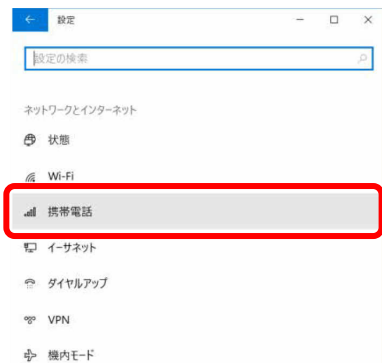 設定
設定の検索
ネットワークとインターネット
状態
Wi-Fi
携帯電話
イーサネット
ダイヤルアップ
VPN
機内モード